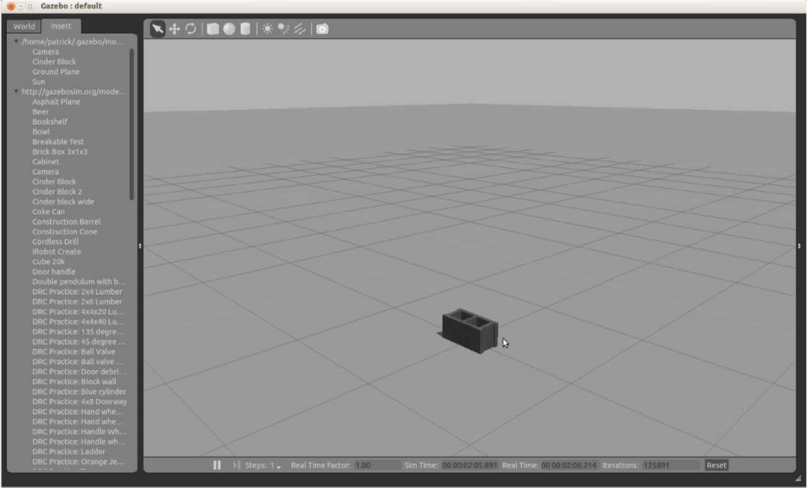 Gazebo : default
World Insert
/home/patrick/.gazebo/mo...
Camera
Cinder Block
Ground Plane
Sun
http://gazebosim.org/mode...
Asphalt Plane
Beer
Bookshelf
Bowl
Breakable Test
Brick Box 3x1x3
Cabinet
Camera
Cinder Block
Cinder Block 2
Cinder block wide
Coke Can
Construction Barrel
Construction Cone
Cordless Drill
iRobot Create
Cube 20k
Door handle
Double pendulum with b...
DRC Practice: 2x4 Lumber
DRC Practice: 2x6 Lumber
DRC Practice: 4x4x20 Lu...
DRC Practice: 4x4x40 Lu...
DRC Practice: 135 degre...
DRC Practice: 45 degree ...
DRC Practice: Ball Valve
DRC Practice: Ball valve ...
DRC Practice: Door debri...
DRC Practice: Block wall
DRC Practice: Blue cylinder
DRC Practice: 4x8 Doorway
DRC Practice: Hand whe...
DRC Practice: Hand whe...
DRC Practice: Handle Wh...
DRC Practice: Handle wh...
DRC Practice: Ladder
DRC Practice: Orange Je...
Steps: 1 Real Time Factor: 1.00 Sim Time: 00 00:02:05.891 Real Time: 00 00:02:06.214 Iterations: 125891 Reset